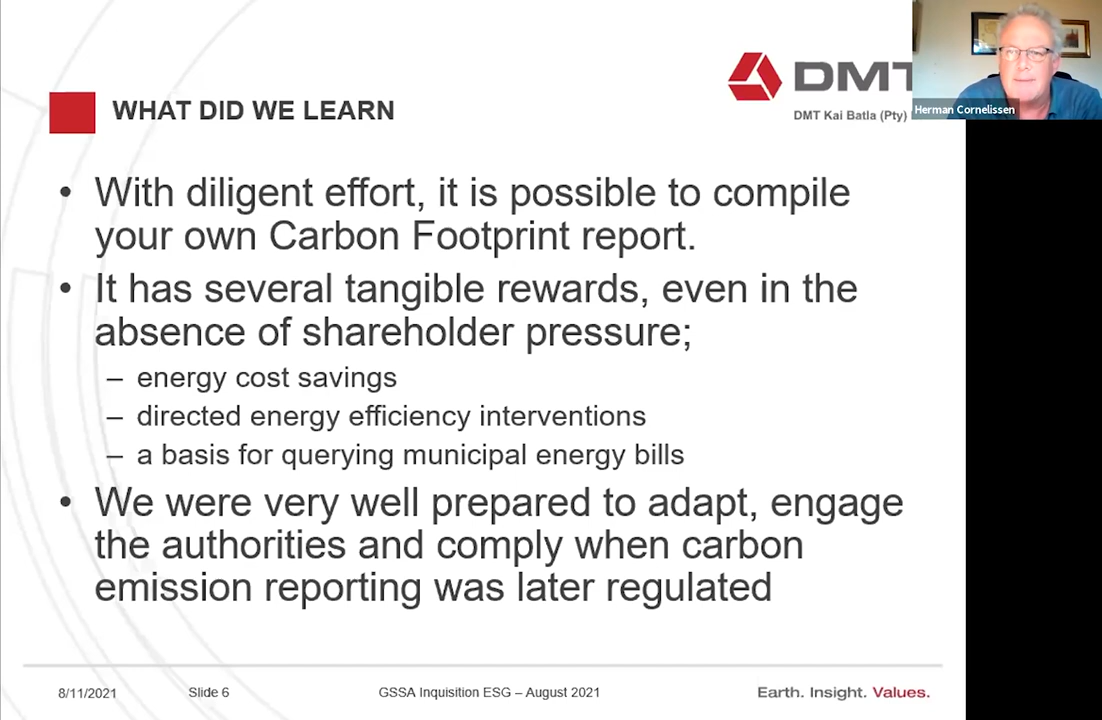 DMT
DMT Kai Batla (Pty)
Herman Cornelissen
WHAT DID WE LEARN
• With diligent effort, it is possible to compile
your own Carbon Footprint report.
• It has several tangible rewards, even in the
absence of shareholder pressure;
– energy cost savings
– directed energy efficiency interventions
– a basis for querying municipal energy bills
• We were very well prepared to adapt, engage
the authorities and comply when carbon
emission reporting was later regulated
8/11/2021
Slide 6
GSSA Inquisition ESG – August 2021
Earth. Insight. Values.